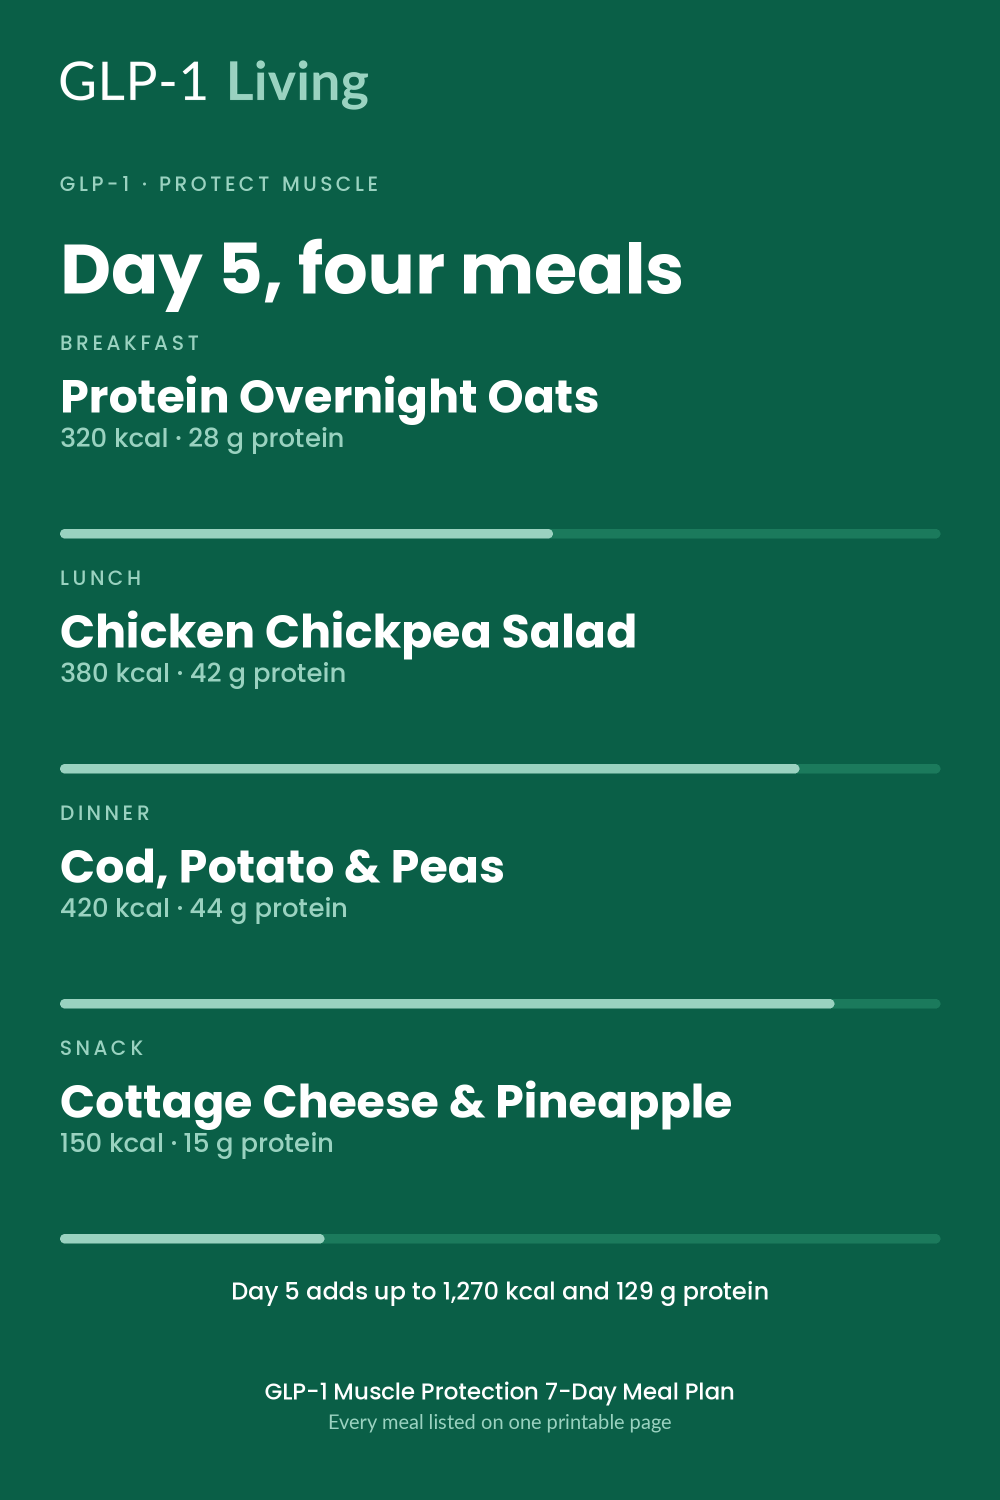 GLP-1 Living
GLP-1 · PROTECT MUSCLE
Day 5, four meals
BREAKFAST
Protein Overnight Oats
320 kcal · 28 g protein
LUNCH
Chicken Chickpea Salad
380 kcal · 42 g protein
DINNER
Cod, Potato & Peas
420 kcal · 44 g protein
SNACK
Cottage Cheese & Pineapple
150 kcal · 15 g protein
Day 5 adds up to 1,270 kcal and 129 g protein
GLP-1 Muscle Protection 7-Day Meal Plan
Every meal listed on one printable page